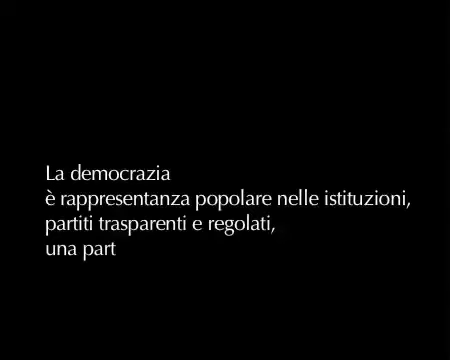 La democrazia
è rappresentanza popolare nelle istituzioni,
partiti trasparenti e regolati,
una part